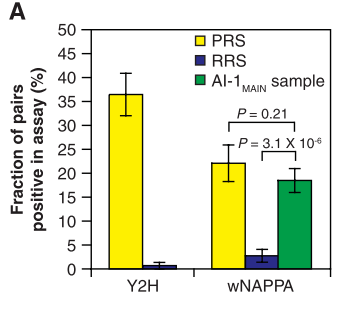 A
Fraction of pairs
positive in assay (%)
50
45
40
35
30
25
20
15
10
5
0
PRS
RRS
AI-1MAIN sample
P = 0.21
P = 3.1 X 10-6
Y2H
wNAPPA